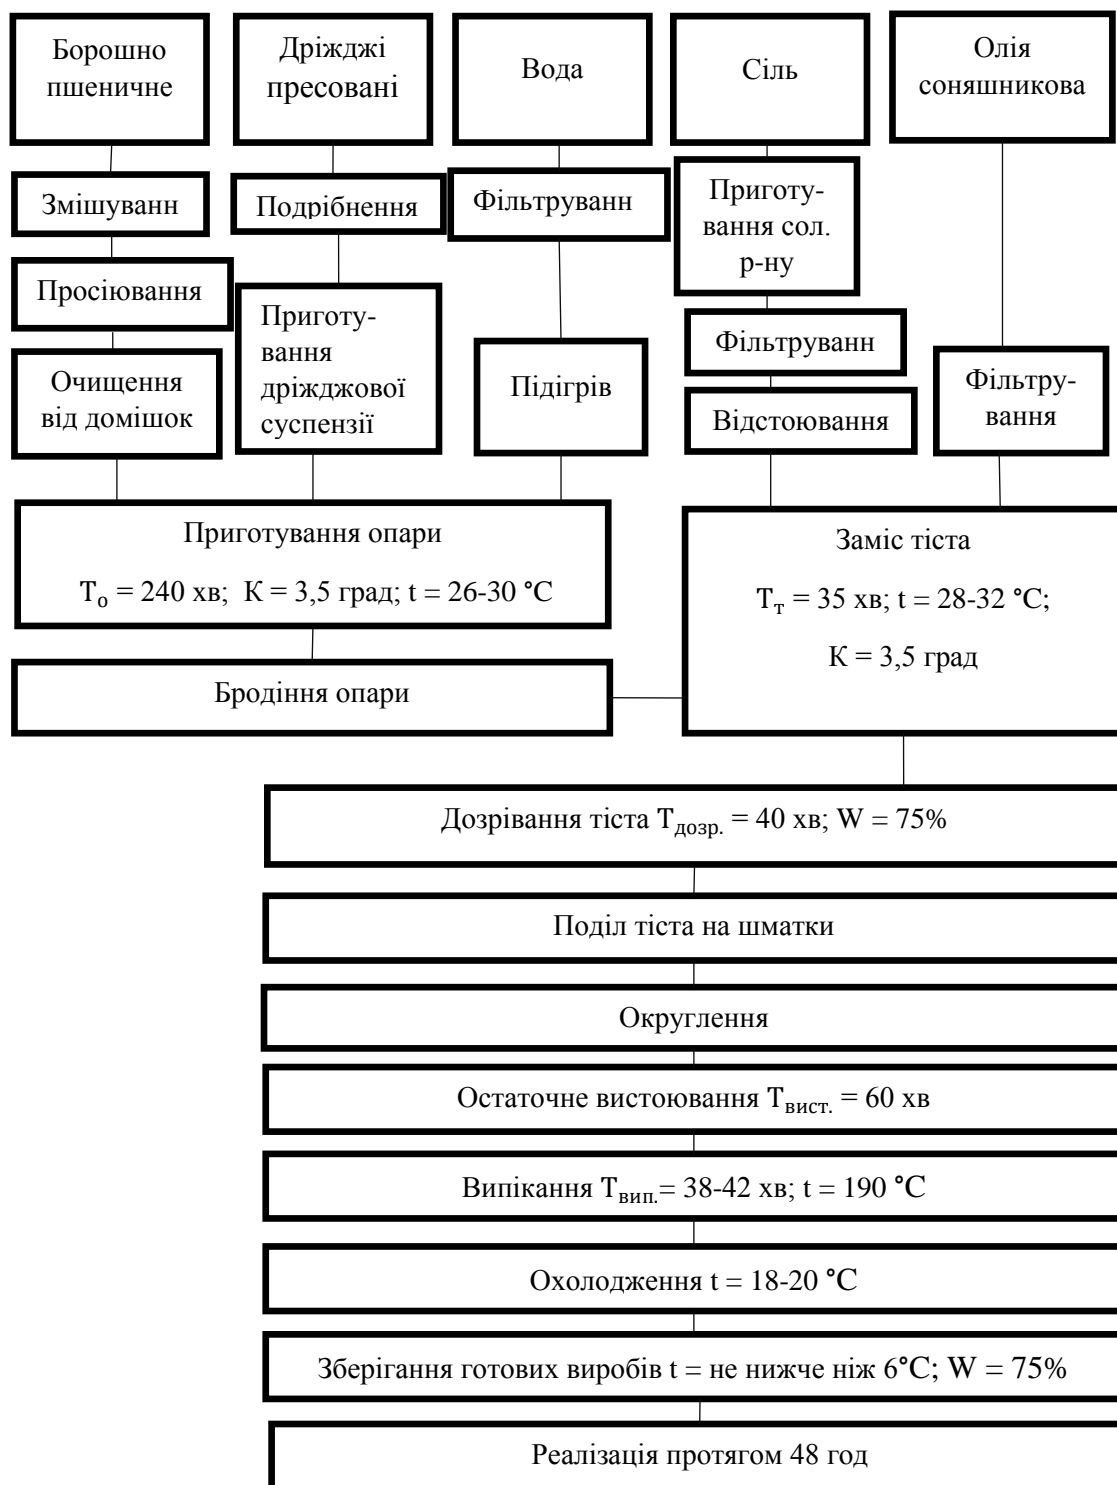 Борошно
пшеничне
Дріжджі
пресовані
Вода
Сіль
Олія
соняшникова
Змішуванн
Подрібнення
Фільтруванн
Приготу-
вання сол.
р-ну
Просіювання
Приготу-
вання
дріжджової
суспензії
Підігрів
Фільтруванн
Фільтру-
вання
Очищення
від домішок
Відстоювання
Приготування опари
Tо = 240 хв; К = 3,5 град; t = 26-30 °C
Заміс тіста
Tт = 35 хв; t = 28-32 °C;
К = 3,5 град
Бродіння опари
Дозрівання тіста Tдозр. = 40 хв; W = 75%
Поділ тіста на шматки
Округлення
Остаточне вистоювання Tвист. = 60 хв
Випікання Tвип.= 38-42 хв; t = 190 °C
Охолодження t = 18-20 °C
Зберігання готових виробів t = не нижче ніж 6°C; W = 75%
Реалізація протягом 48 год